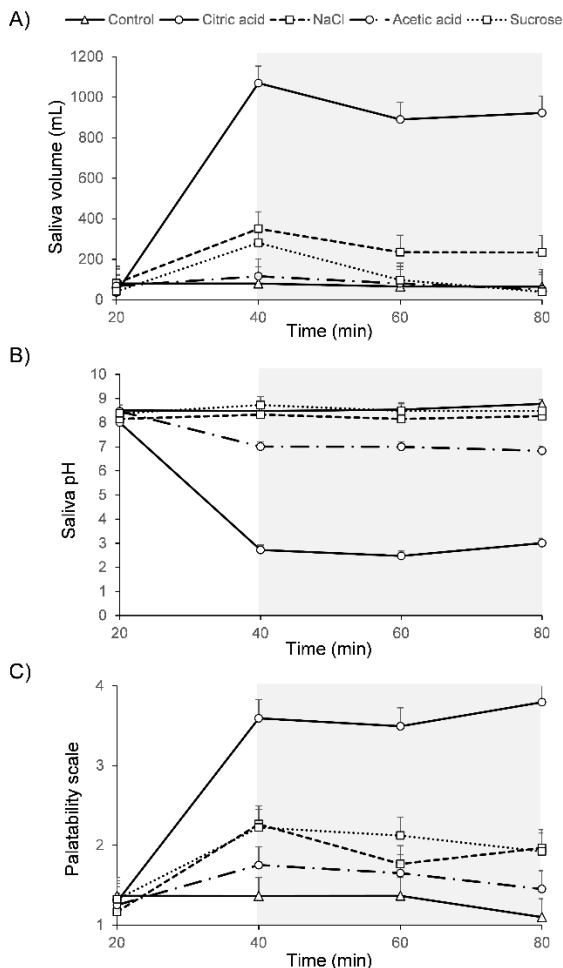 A)
Control Citric acid NaCl Acetic acid Sucrose
Saliva volume (mL)
1200
1000
800
600
400
200
0
20 40 60 80
Time (min)
B)
Saliva pH
10
9
8
7
6
5
4
3
2
1
0
20 40 60 80
Time (min)
C)
Palatability scale
4
3
2
1
20 40 60 80
Time (min)